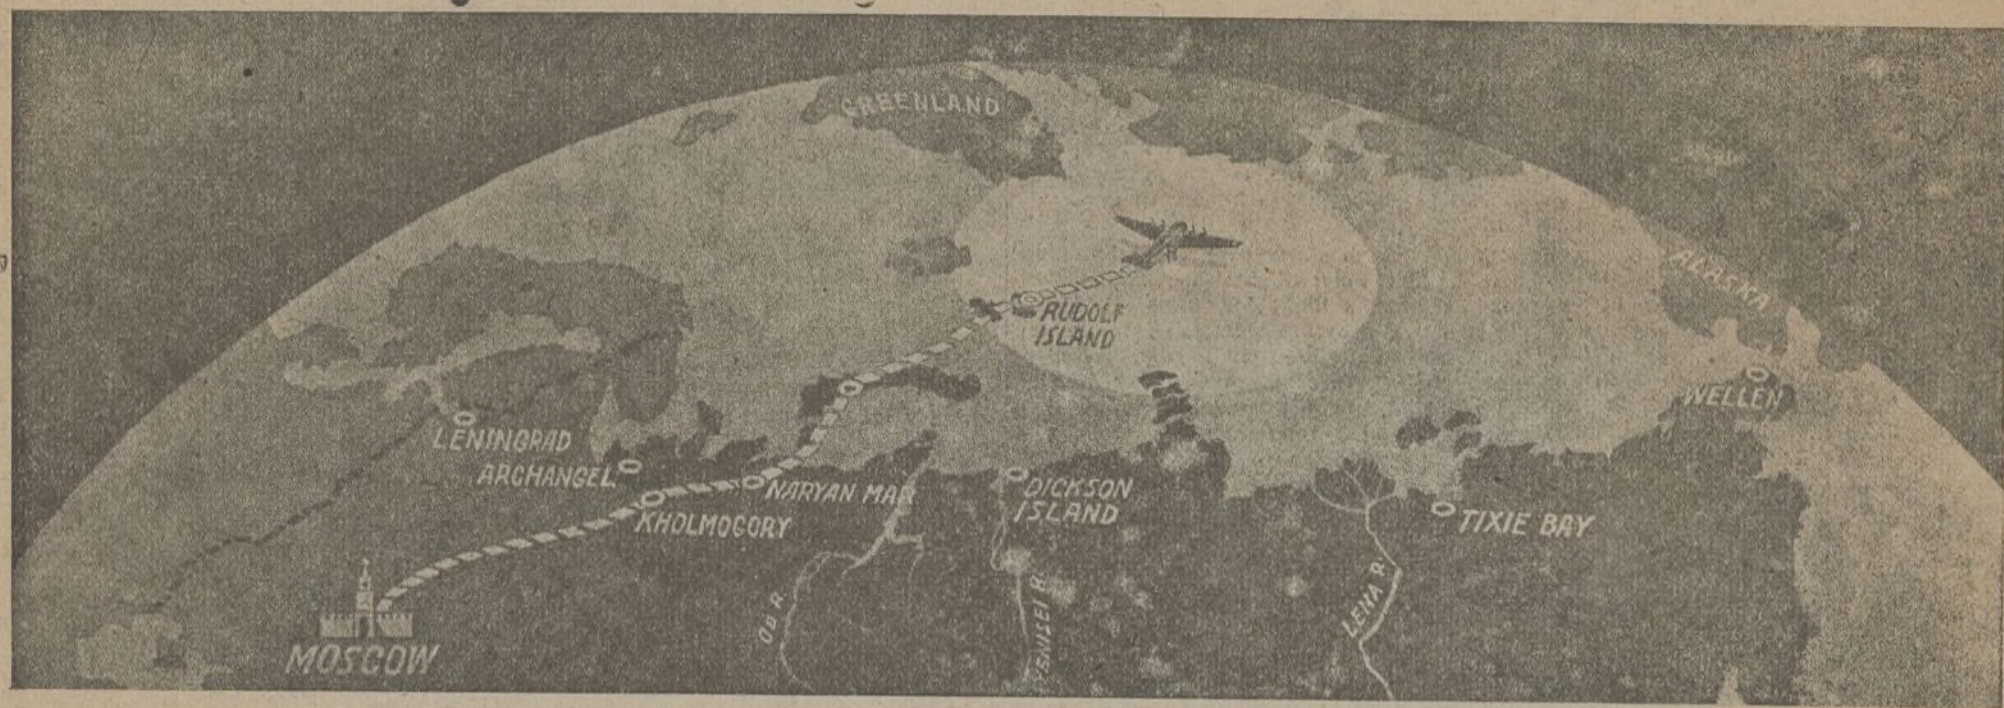 GREENLAND
ALASKA
RUDOLF
ISLAND
WELLEN
LENINGRAD
ARCHANGEL
NARYAN MAR
DICKSON
ISLAND
KHOLMOGORY
TIXIE BAY
OB R.
YENISEI R.
LENA R.
MOSCOW